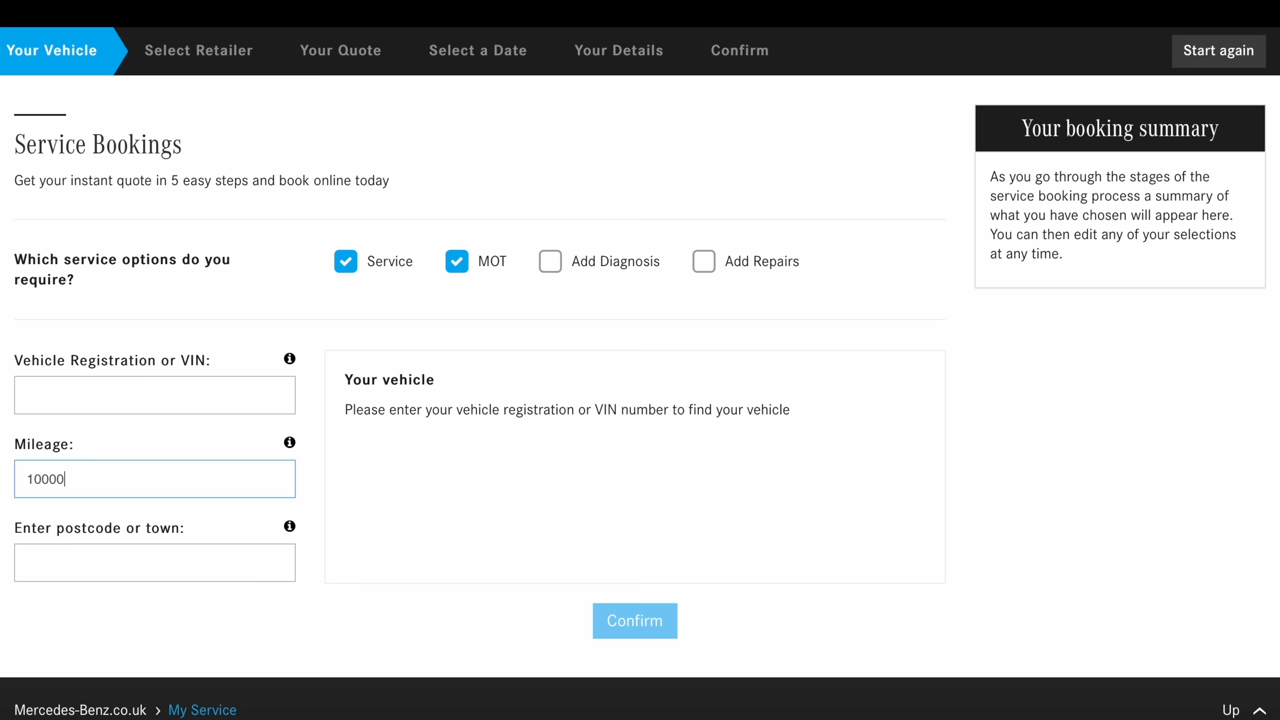 Your Vehicle
Select Retailer
Your Quote
Select a Date
Your Details
Confirm
Start again
Service Bookings
Get your instant quote in 5 easy steps and book online today
Your booking summary
As you go through the stages of the
service booking process a summary of
what you have chosen will appear here.
You can then edit any of your selections
at any time.
Which service options do you
require?
Service
MOT
Add Diagnosis
Add Repairs
Vehicle Registration or VIN:
Mileage:
10000
Enter postcode or town:
Your vehicle
Please enter your vehicle registration or VIN number to find your vehicle
Confirm
Mercedes-Benz.co.uk > My Service
Up